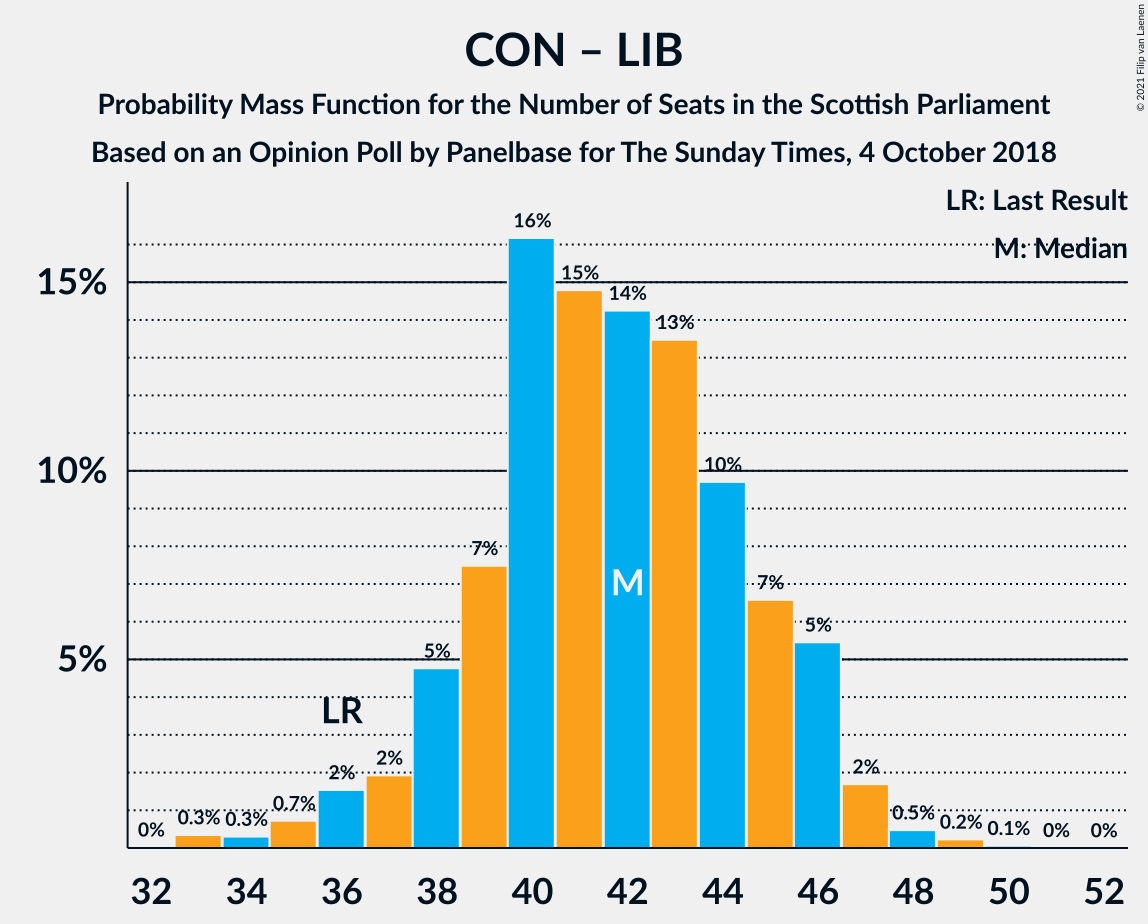 CON – LIB
Probability Mass Function for the Number of Seats in the Scottish Parliament
Based on an Opinion Poll by Panelbase for The Sunday Times, 4 October 2018
© 2021 Filip van Laenen
LR: Last Result
M: Median
15%
10%
5%
0%
0.3%
0.3%
0.7%
2%
2%
5%
7%
16%
15%
14%
13%
10%
7%
5%
2%
0.5%
0.2%
0.1%
0%
0%
LR
M
32 34 36 38 40 42 44 46 48 50 52